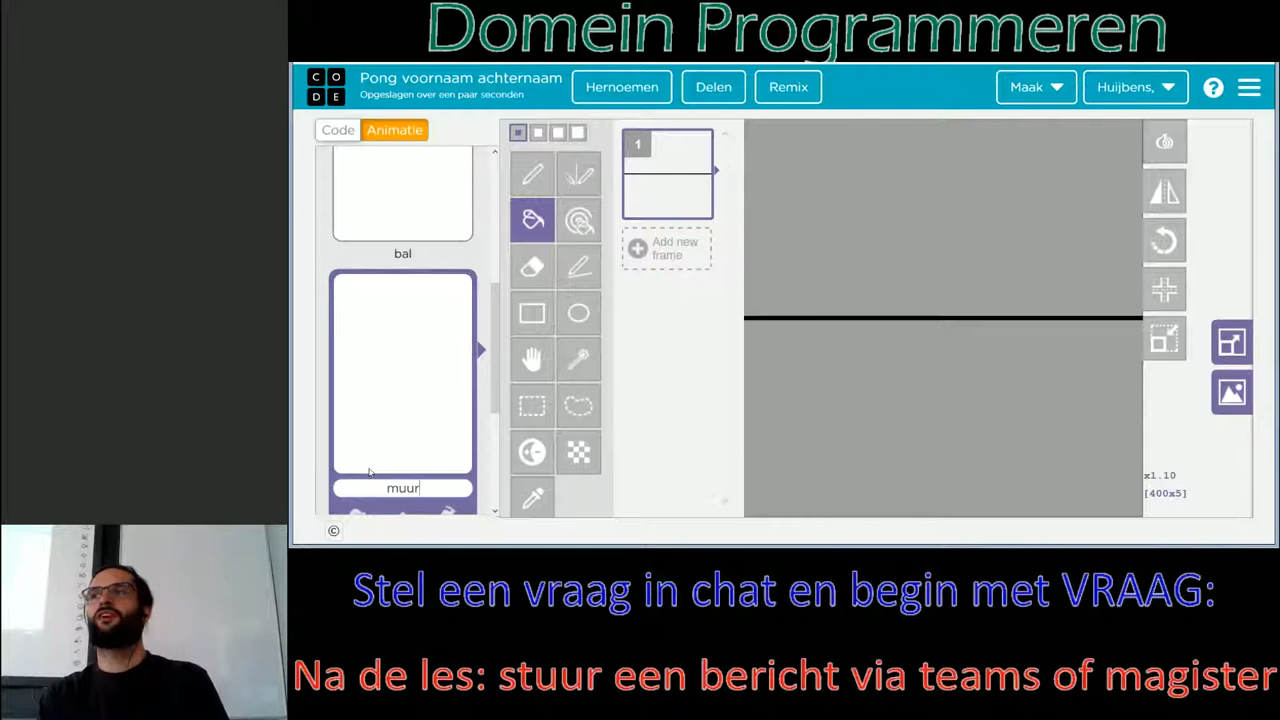 Domein Programmeren
C O
D E
Pong voornaam achternaam
Opgeslagen over een paar seconden
Hernoemen
Delen
Remix
Maak
Huijbens,
?
Code
Animatie
1
bal
Add new
frame
muur
x1.10
[400x5]
©
Stel een vraag in chat en begin met VRAAG:
Na de les: stuur een bericht via teams of magister